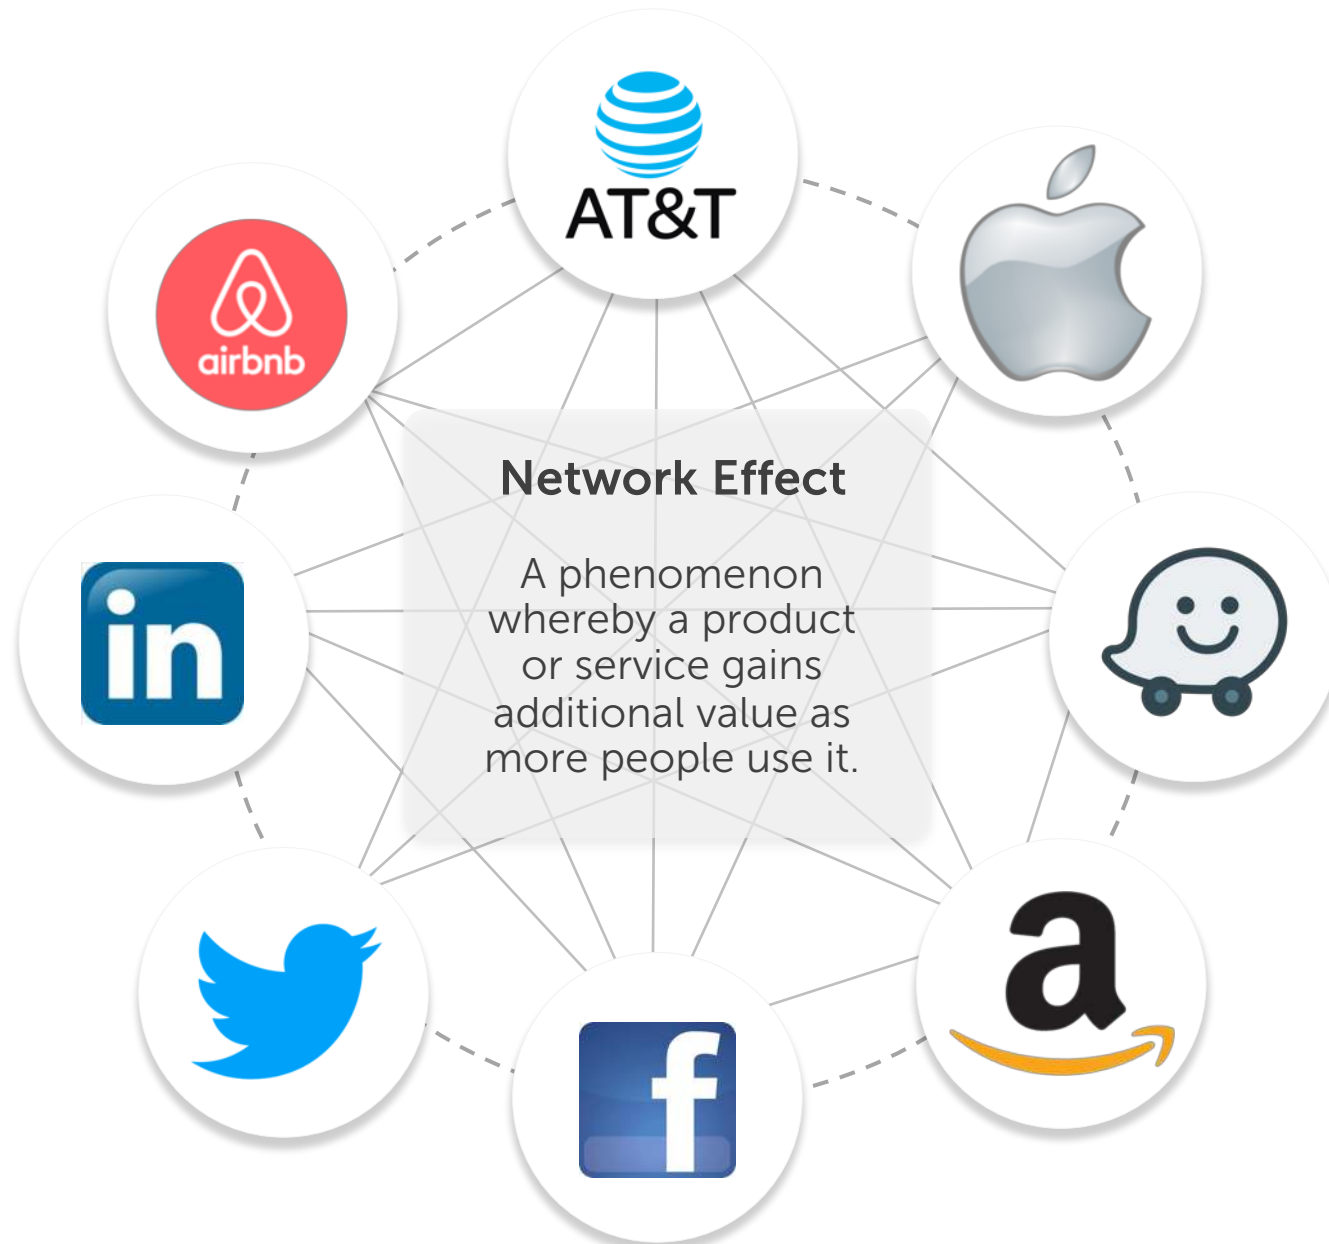 AT&T
airbnb
Network Effect
A phenomenon
whereby a product
or service gains
additional value as
more people use it.
in
f
a